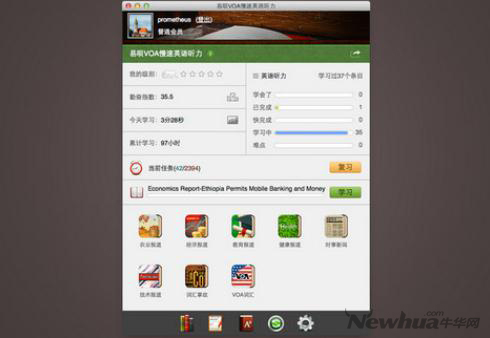 易呗VOA慢速英语听力
prometheus (登出)
普通会员
易呗VOA慢速英语听力
我的级别:
勤奋指数: 35.5
今天学习: 3分28秒
累计学习: 97小时
英语听力 学习过37个条目
学会了 0
已完成 1
快完成 0
学习中 35
难点 0
当前任务(42/2394) 复习
Economics Report-Ethiopia Permits Mobile Banking and Money 学习
农业报道 经济报道 教育报道 健康报道 时事新闻
技术报道 词汇掌故 VOA词汇
Newhua.com牛华网